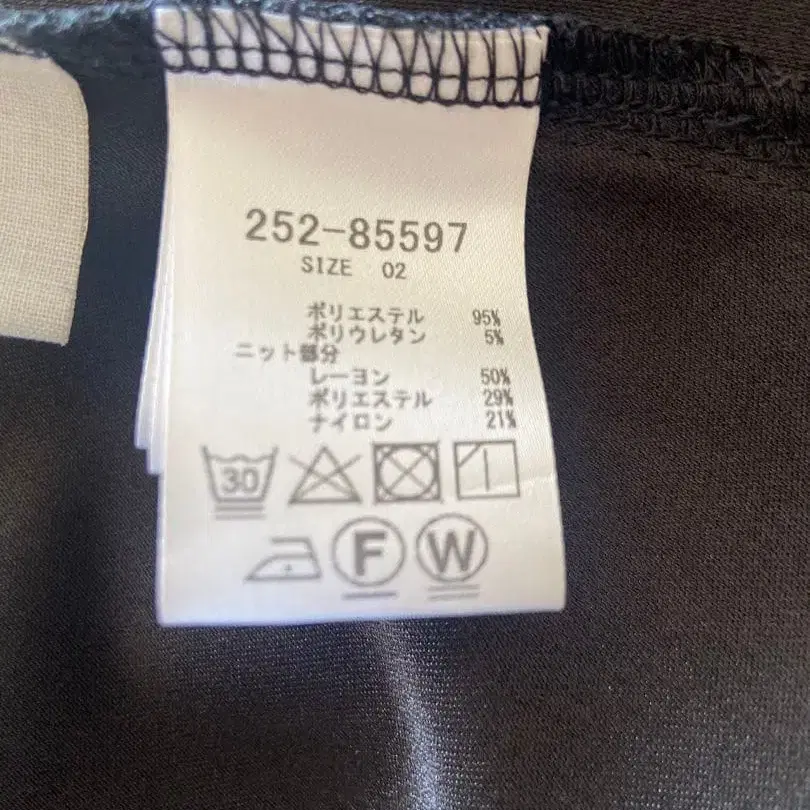 252-85597
SIZE 02
ポリエステル 95%
ポリウレタン 5%
ニット部分
レーヨン 50%
ポリエステル 29%
ナイロン 21%
30
F W